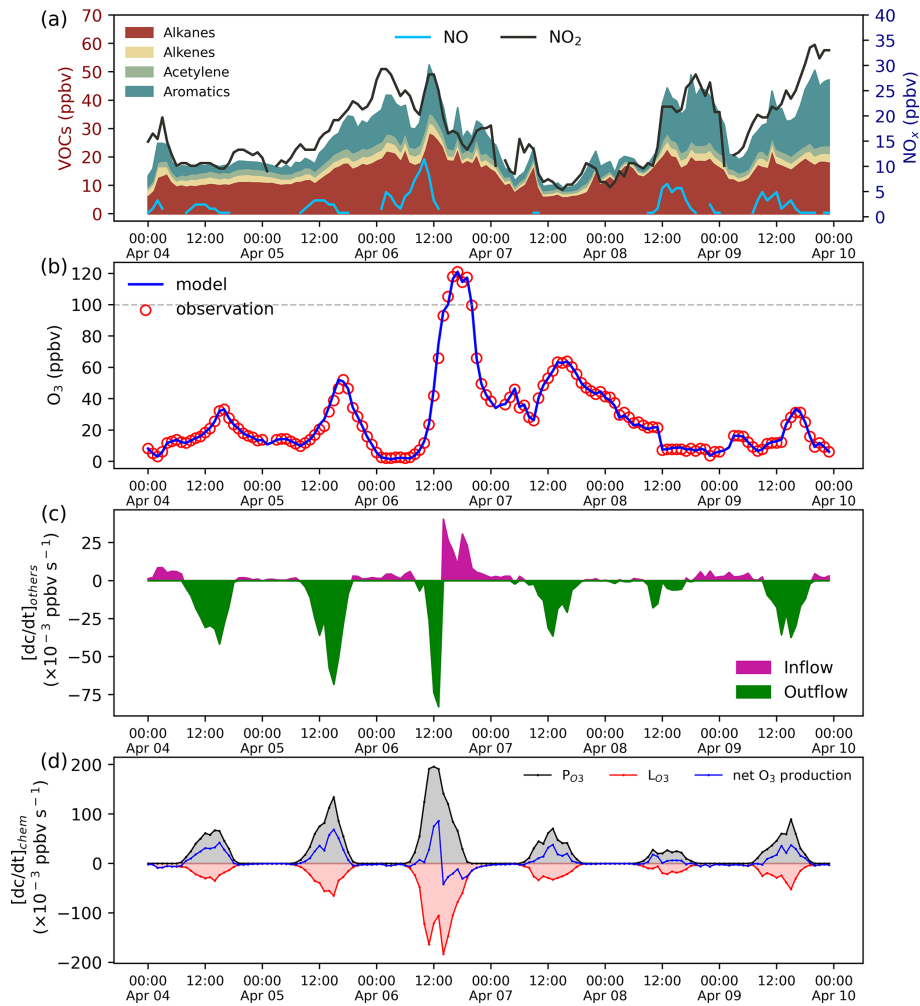 (a)
70
60
50
40
30
20
10
0
VOCs (ppbv)
Alkanes
Alkenes
Acetylene
Aromatics
NO
NO₂
40
35
30
25
20
15
10
5
0
NOₓ (ppbv)
00:00 12:00 00:00 12:00 00:00 12:00 00:00 12:00 00:00 12:00 00:00 12:00 00:00
Apr 04 Apr 05 Apr 06 Apr 07 Apr 08 Apr 09 Apr 10
(b)
120
100
80
60
40
20
0
O₃ (ppbv)
model
observation
00:00 12:00 00:00 12:00 00:00 12:00 00:00 12:00 00:00 12:00 00:00 12:00 00:00
Apr 04 Apr 05 Apr 06 Apr 07 Apr 08 Apr 09 Apr 10
(c)
25
0
−25
−50
−75
[dc/dt]others
(×10⁻³ ppbv s⁻¹)
Inflow
Outflow
00:00 12:00 00:00 12:00 00:00 12:00 00:00 12:00 00:00 12:00 00:00 12:00 00:00
Apr 04 Apr 05 Apr 06 Apr 07 Apr 08 Apr 09 Apr 10
(d)
200
100
0
−100
−200
[dc/dt]chem
(×10⁻³ ppbv s⁻¹)
P_O3 L_O3 net O₃ production
00:00 12:00 00:00 12:00 00:00 12:00 00:00 12:00 00:00 12:00 00:00 12:00 00:00
Apr 04 Apr 05 Apr 06 Apr 07 Apr 08 Apr 09 Apr 10